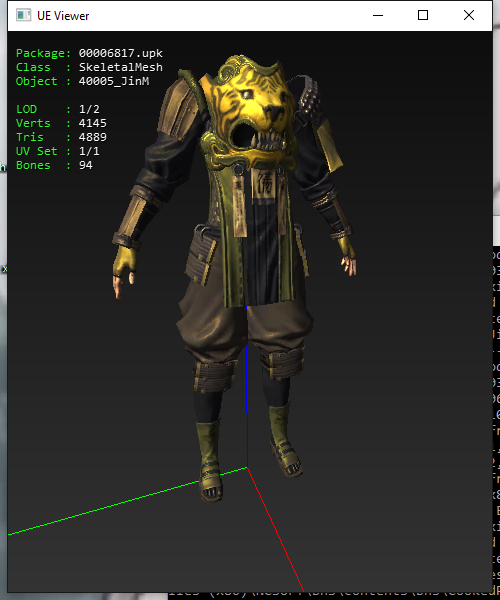 UE Viewer
Package: 00006817.upk
Class : SkeletalMesh
Object : 40005_JinM
LOD : 1/2
Verts : 4145
Tris : 4889
UV Set : 1/1
Bones : 94